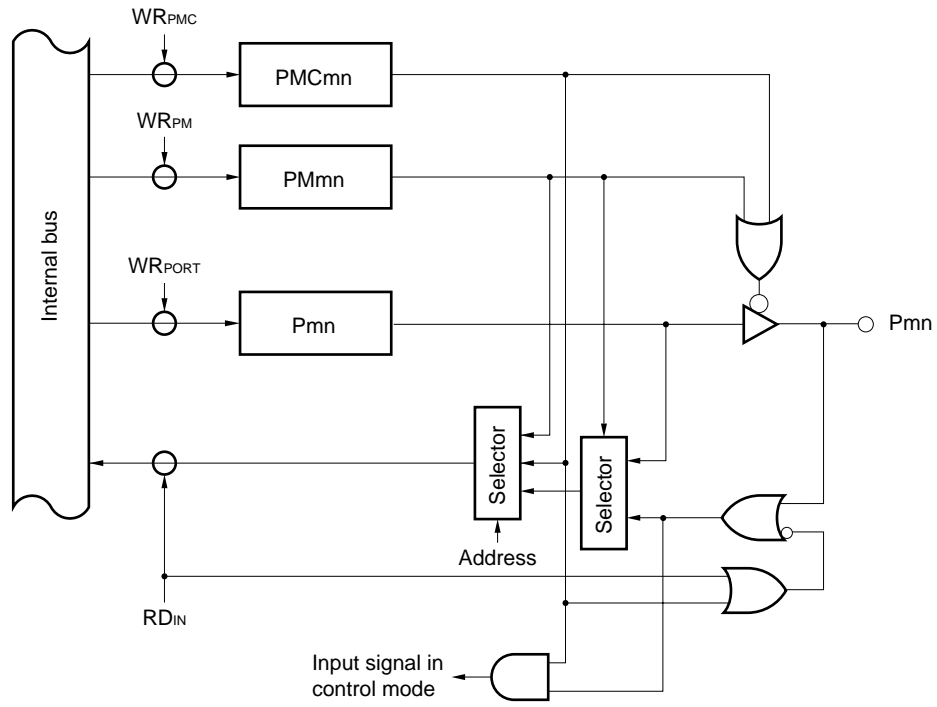 WRPMC
PMCmn
WRPM
PMmn
Internal bus
WRPORT
Pmn
Pmn
Selector
Selector
Address
RDIN
Input signal in
control mode